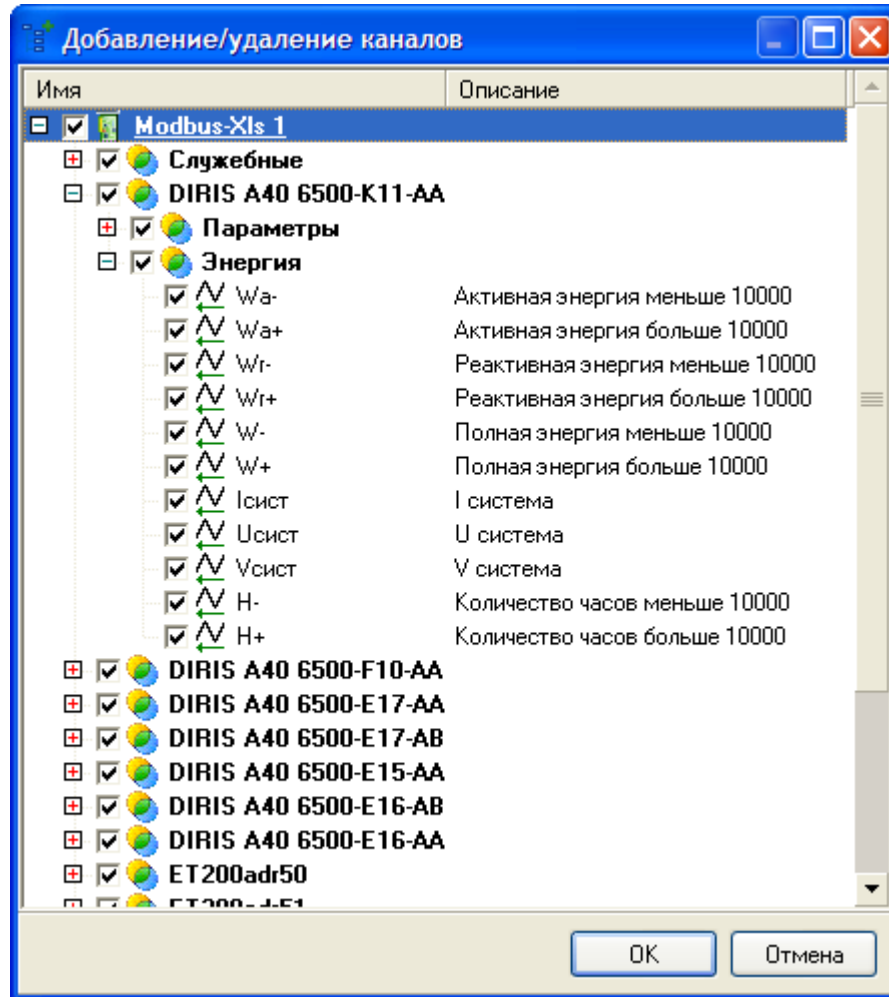 Добавление/удаление каналов
Имя Описание
Modbus-Xls 1
Служебные
DIRIS A40 6500-K11-AA
Параметры
Энергия
Wa- Активная энергия меньше 10000
Wa+ Активная энергия больше 10000
Wr- Реактивная энергия меньше 10000
Wr+ Реактивная энергия больше 10000
W- Полная энергия меньше 10000
W+ Полная энергия больше 10000
Iсист I система
Uсист U система
Vсист V система
H- Количество часов меньше 10000
H+ Количество часов больше 10000
DIRIS A40 6500-F10-AA
DIRIS A40 6500-E17-AA
DIRIS A40 6500-E17-AB
DIRIS A40 6500-E15-AA
DIRIS A40 6500-E16-AB
DIRIS A40 6500-E16-AA
ET200adr50
OK Отмена